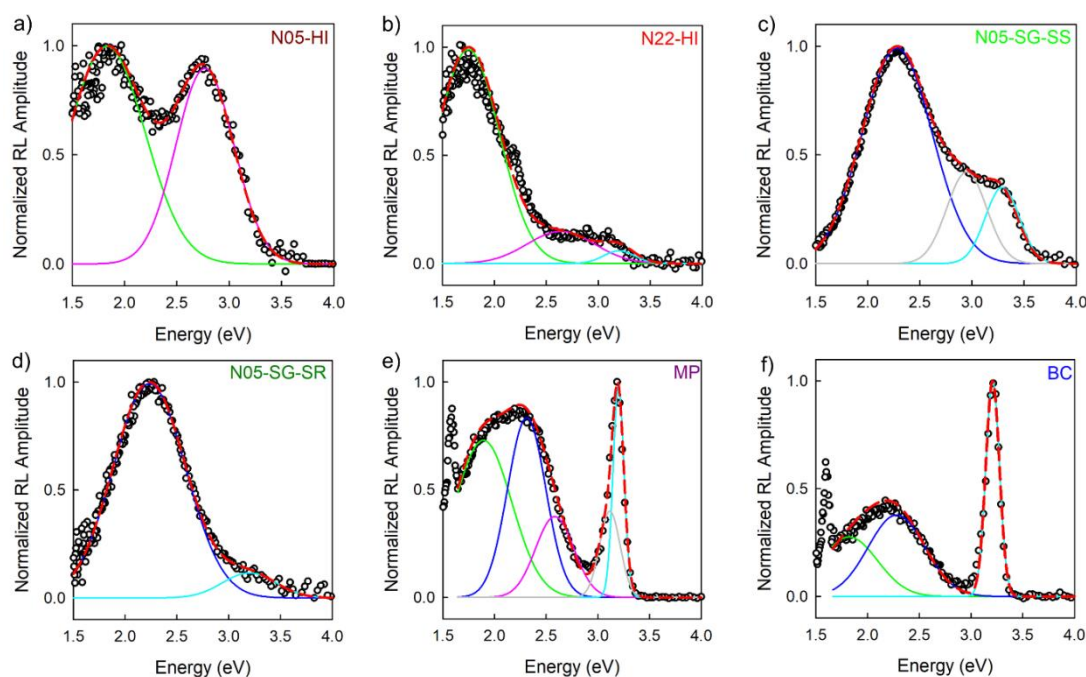 a)
N05-HI
Normalized RL Amplitude
1.0
0.5
0.0
1.5 2.0 2.5 3.0 3.5 4.0
Energy (eV)
b)
N22-HI
Normalized RL Amplitude
1.0
0.5
0.0
1.5 2.0 2.5 3.0 3.5 4.0
Energy (eV)
c)
N05-SG-SS
Normalized RL Amplitude
1.0
0.5
0.0
1.5 2.0 2.5 3.0 3.5 4.0
Energy (eV)
d)
N05-SG-SR
Normalized RL Amplitude
1.0
0.5
0.0
1.5 2.0 2.5 3.0 3.5 4.0
Energy (eV)
e)
MP
Normalized RL Amplitude
1.0
0.5
0.0
1.5 2.0 2.5 3.0 3.5 4.0
Energy (eV)
f)
BC
Normalized RL Amplitude
1.0
0.5
0.0
1.5 2.0 2.5 3.0 3.5 4.0
Energy (eV)